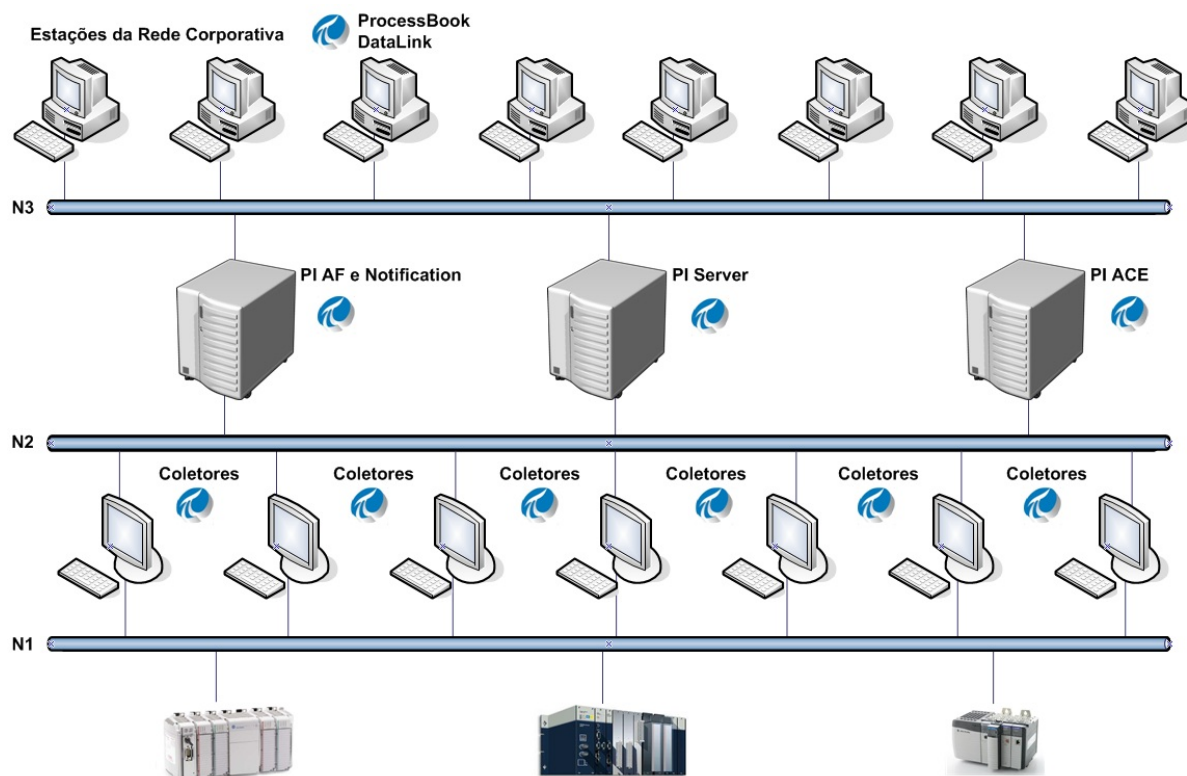 Estações da Rede Corporativa
ProcessBook
DataLink
N3
PI AF e Notification
PI Server
PI ACE
N2
Coletores
Coletores
Coletores
Coletores
Coletores
Coletores
N1